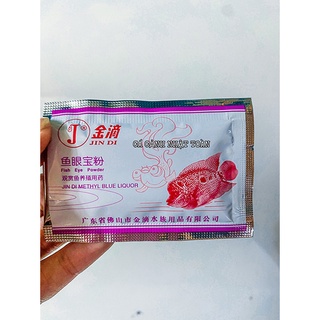 J 金滴
JIN DI
CÁ CẢNH NHẬT TOÀN
鱼眼宝粉
Fish Eye Powder
观赏鱼养殖用药
JIN DI METHYL BLUE LIQUOR
广东省佛山市金滴水族用品有限公司